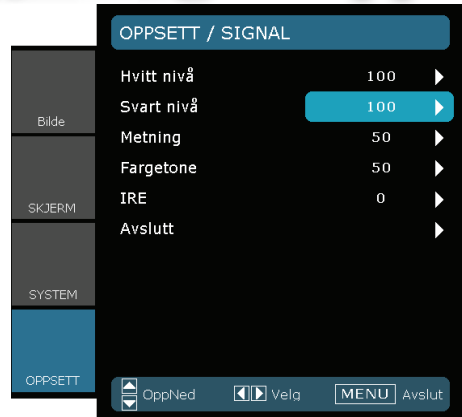 OPPSETT / SIGNAL
Hvitt nivå 100
Svart nivå 100
Metning 50
Fargetone 50
IRE 0
Avslutt
Bilde
SKJERM
SYSTEM
OPPSETT
OppNed Velg MENU Avslut